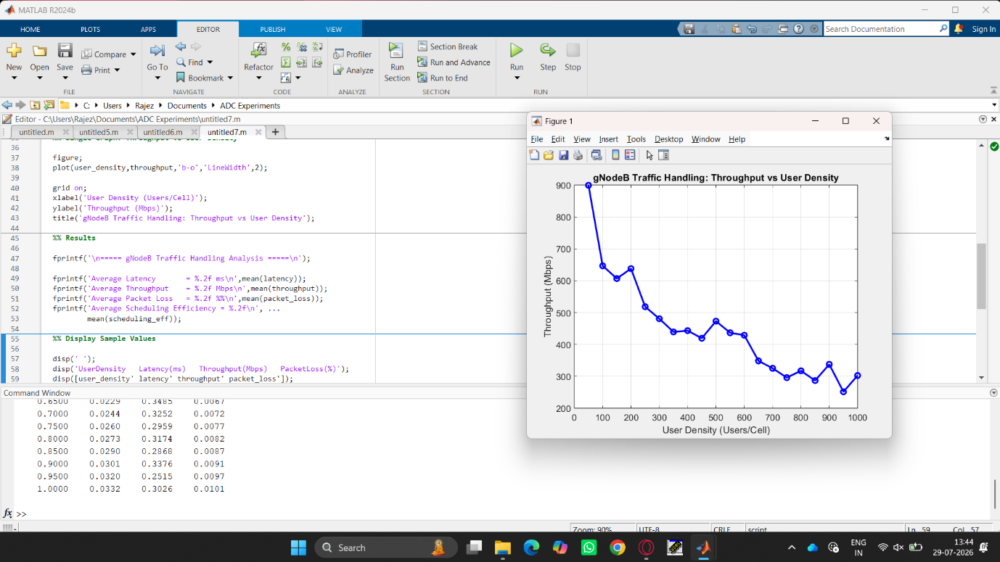 MATLAB R2024b
HOME PLOTS APPS EDITOR PUBLISH VIEW
Search Documentation
Sign In
New Open Save Compare Print
Go To Find Bookmark
Refactor
Profiler Analyze
Run Section
Section Break
Run and Advance
Run to End
Run Step Stop
FILE NAVIGATE CODE ANALYZE SECTION RUN
C: Users Rajez Documents ADC Experiments
Editor - C:\Users\Rajez\Documents\ADC Experiments\untitled7.m
untitled.m untitled5.m untitled6.m untitled7.m
36
37 figure;
38 plot(user_density,throughput,'b-o','LineWidth',2);
39
40 grid on;
41 xlabel('User Density (Users/Cell)');
42 ylabel('Throughput (Mbps)');
43 title('gNodeB Traffic Handling: Throughput vs User Density');
44
45 %% Results
46
47 fprintf('\n===== gNodeB Traffic Handling Analysis =====\n');
48
49 fprintf('Average Latency = %.2f ms\n',mean(latency));
50 fprintf('Average Throughput = %.2f Mbps\n',mean(throughput));
51 fprintf('Average Packet Loss = %.2f %%\n',mean(packet_loss));
52 fprintf('Average Scheduling Efficiency = %.2f\n', ...
53 mean(scheduling_eff));
54
55 %% Display Sample Values
56
57 disp(' ');
58 disp('UserDensity Latency(ms) Throughput(Mbps) PacketLoss(%)');
59 disp([user_density' latency' throughput' packet_loss']);
Figure 1
File Edit View Insert Tools Desktop Window Help
gNodeB Traffic Handling: Throughput vs User Density
Throughput (Mbps)
900
800
700
600
500
400
300
200
0 100 200 300 400 500 600 700 800 900 1000
User Density (Users/Cell)
Command Window
0.6500 0.0229 0.3485 0.0067
0.7000 0.0244 0.3252 0.0072
0.7500 0.0260 0.2959 0.0077
0.8000 0.0273 0.3174 0.0082
0.8500 0.0290 0.2868 0.0087
0.9000 0.0301 0.3376 0.0091
0.9500 0.0320 0.2515 0.0097
1.0000 0.0332 0.3026 0.0101
fx >>
Zoom: 90% UTF-8 CRLF script Ln 59 Col 57
Search
ENG
IN
13:44
29-07-2026